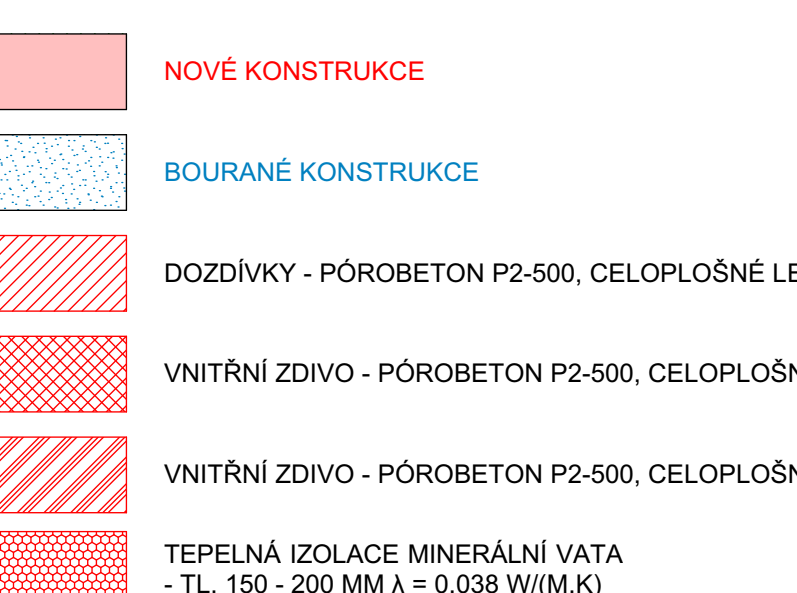 NOVÉ KONSTRUKCE
BOURANÉ KONSTRUKCE
DOZDÍVKY - PÓROBETON P2-500, CELOPLOŠNÉ
VNITŘNÍ ZDIVO - PÓROBETON P2-500,
VNITŘNÍ ZDIVO - PÓROBETON P2-500,
TEPELNÁ IZOLACE MINERÁLNÍ VATA
- TL. 150 - 200 MM λ = 0,038 W/(M.K)